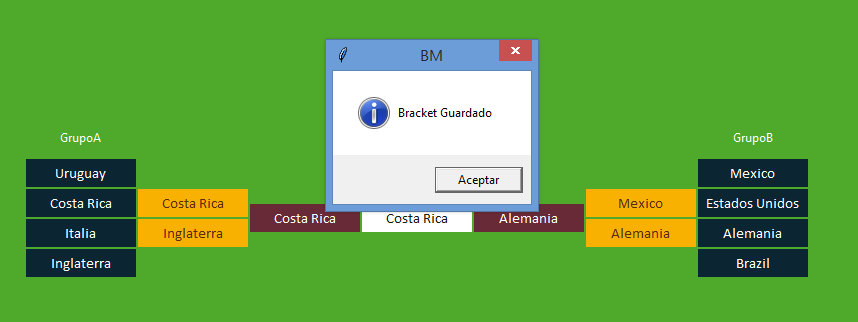 BM
Bracket Guardado
Aceptar
GrupoA
Uruguay
Costa Rica
Italia
Inglaterra
Costa Rica
Inglaterra
Costa Rica
Costa Rica
Alemania
Mexico
Alemania
GrupoB
Mexico
Estados Unidos
Alemania
Brazil